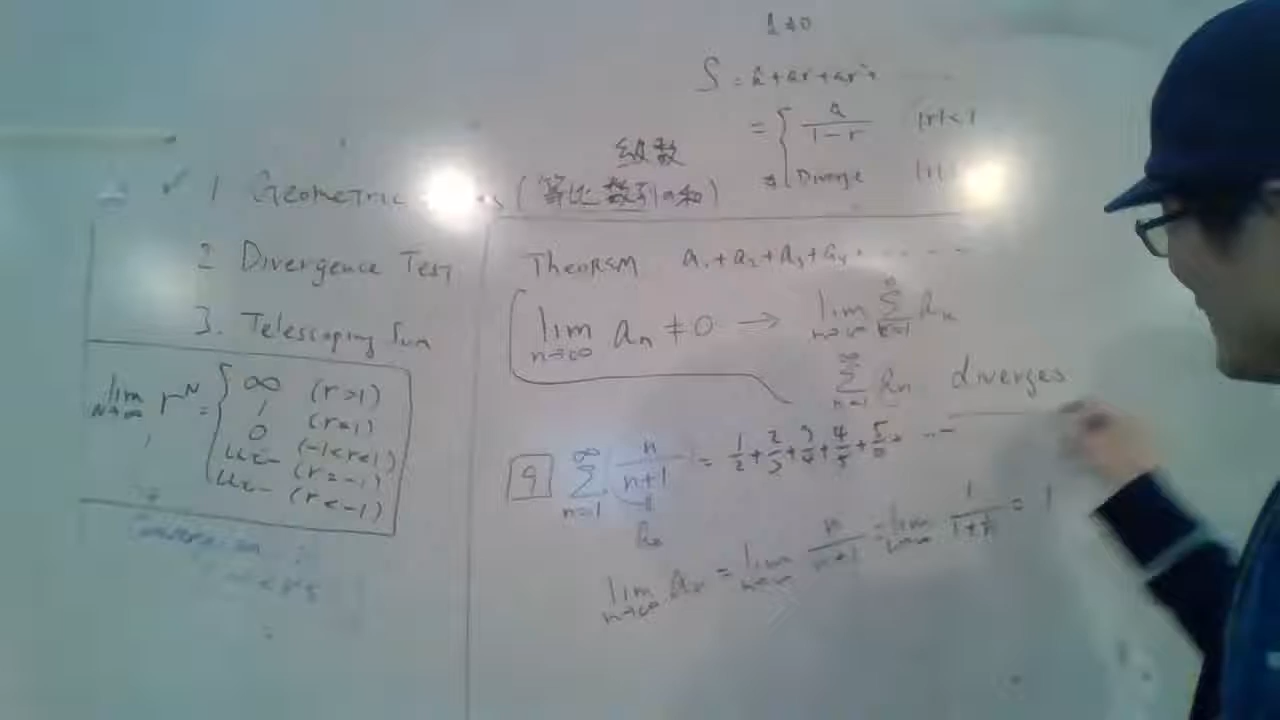 a ≠ 0
S = a + ar + ar² + ......
= { a/(1-r) |r|<1
Diverge |r|
级数
✓ 1 Geometric (等比数列の和)
2 Divergence Test
3. Telescoping Sum
lim N→∞ r^N = { ∞ (r>1)
1 (r=1)
0 (-1<r<1)
(r=-1)
(r<-1)
Theorem a₁+a₂+a₃+a₄+ ......
lim n→∞ aₙ ≠ 0 → lim n→∞ Σ k=1 n
Σ n=1 ∞ aₙ diverges
9 Σ n=1 ∞ n/(n+1) = 1/2 + 2/3 + 3/4 + 4/5 + 5/6 + ...
aₙ
lim n→∞ aₙ = lim n→∞ n/(n+1) = lim n→∞ 1/(1+1/n) = 1